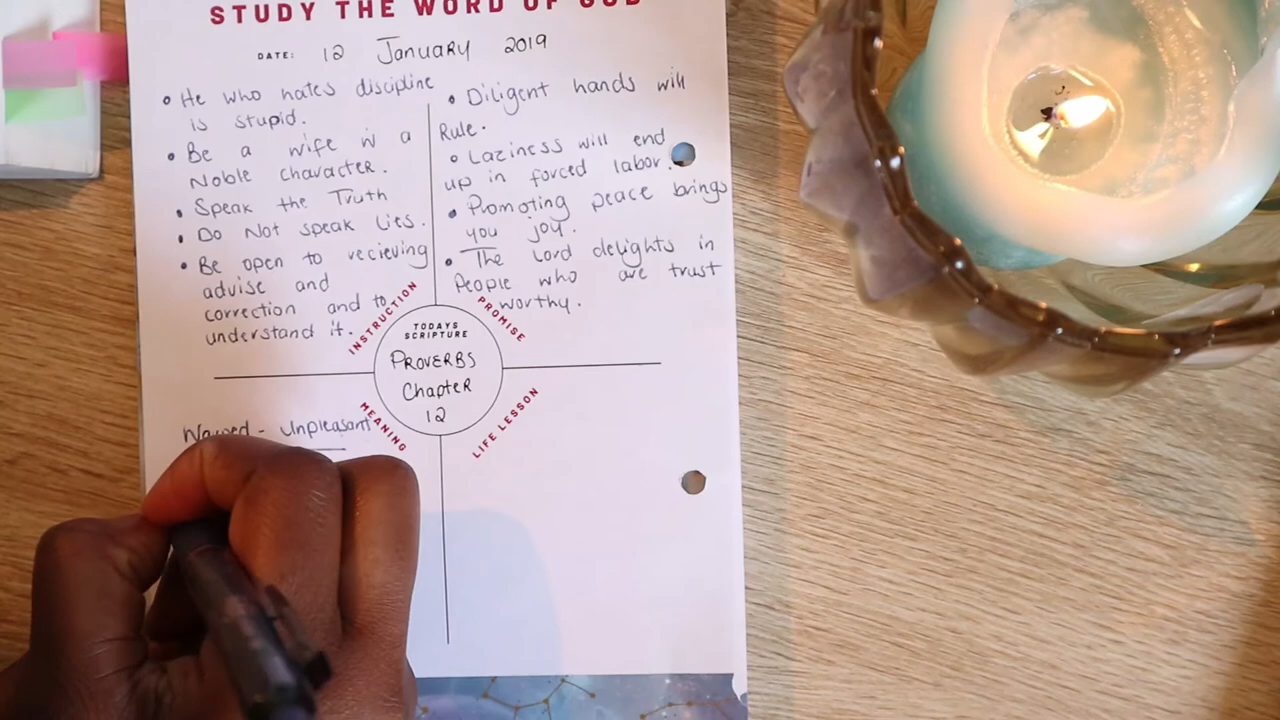 STUDY THE WORD OF GOD
DATE: 12 January 2019
• He who hates discipline
is stupid.
• Be a wife in a
Noble character.
• Speak the Truth
• Do Not speak Lies.
• Be open to recieving
advise and
correction and to
understand it.
INSTRUCTION
• Diligent hands will
Rule.
• Laziness will end
up in forced labor.
• Promoting peace brings
you joy.
• The Lord delights in
People who are trust
worthy.
PROMISE
TODAYS
SCRIPTURE
PROVERBS
Chapter
12
MEANING
Warped - Unpleasant
LIFE LESSON